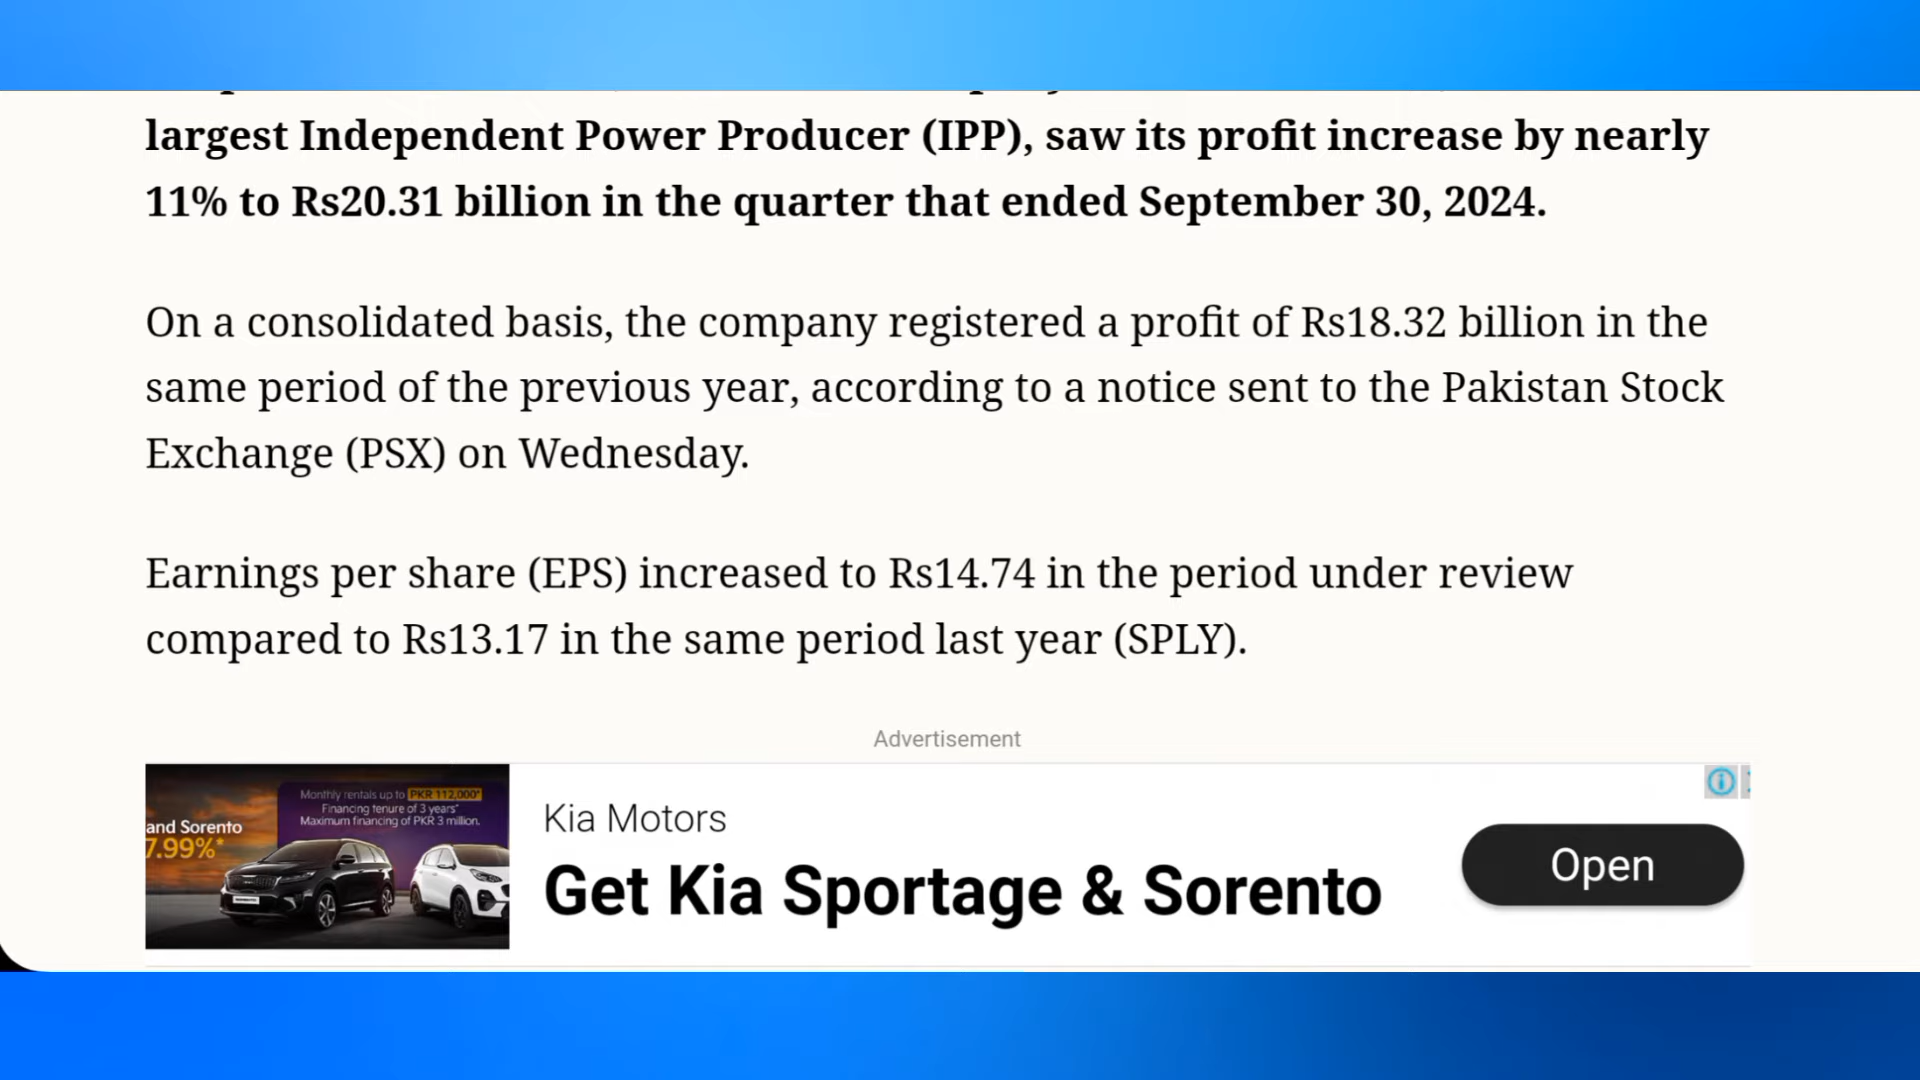 largest Independent Power Producer (IPP), saw its profit increase by nearly
11% to Rs20.31 billion in the quarter that ended September 30, 2024.
On a consolidated basis, the company registered a profit of Rs18.32 billion in the
same period of the previous year, according to a notice sent to the Pakistan Stock
Exchange (PSX) on Wednesday.
Earnings per share (EPS) increased to Rs14.74 in the period under review
compared to Rs13.17 in the same period last year (SPLY).
Advertisement
Monthly rentals up to PKR 112,000*
Financing tenure of 3 years*
Maximum financing of PKR 3 million.
and Sorento
7.99%*
Kia Motors
Get Kia Sportage & Sorento
Open